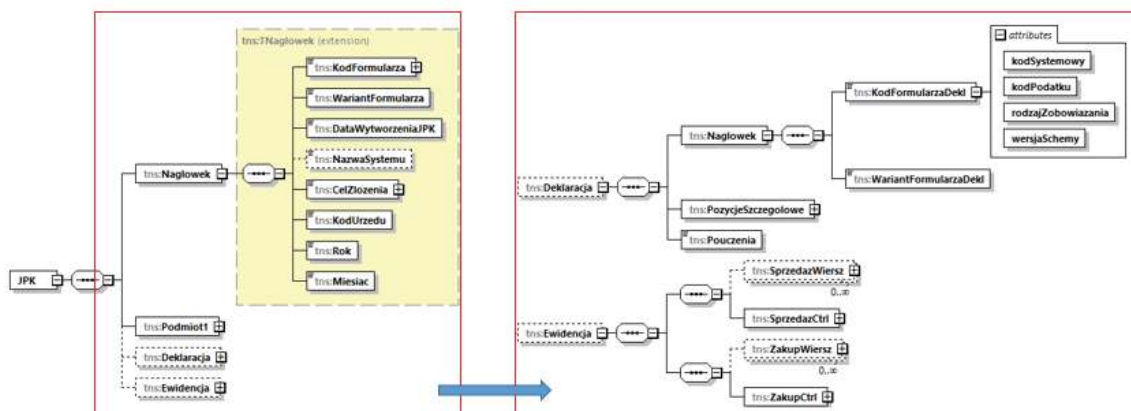 tns:TNaglowek (extension)
tns:KodFormularza
tns:WariantFormularza
tns:DataWytworzeniaJPK
tns:NazwaSystemu
tns:CelZlozenia
tns:KodUrzedu
tns:Rok
tns:Miesiac
tns:Naglowek
JPK
tns:Podmiot1
tns:Deklaracja
tns:Ewidencja
attributes
kodSystemowy
kodPodatku
rodzajZobowiazania
wersjaSchemy
tns:KodFormularzaDekl
tns:Naglowek
tns:WariantFormularzaDekl
tns:Deklaracja
tns:PozycjeSzczegolowe
tns:Pouczenia
tns:SprzedazWiersz
0..∞
tns:SprzedazCtrl
tns:Ewidencja
tns:ZakupWiersz
0..∞
tns:ZakupCtrl